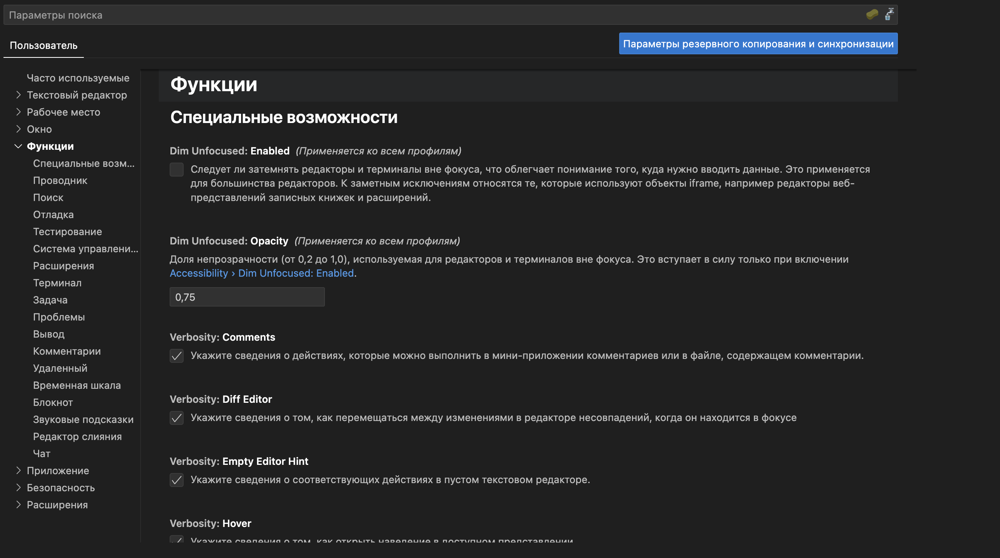 Параметры поиска
Пользователь
Параметры резервного копирования и синхронизации
Часто используемые
Текстовый редактор
Рабочее место
Окно
Функции
Специальные возм...
Проводник
Поиск
Отладка
Тестирование
Система управлени...
Расширения
Терминал
Задача
Проблемы
Вывод
Комментарии
Удаленный
Временная шкала
Блокнот
Звуковые подсказки
Редактор слияния
Чат
Приложение
Безопасность
Расширения
Функции
Специальные возможности
Dim Unfocused: Enabled (Применяется ко всем профилям)
Следует ли затемнять редакторы и терминалы вне фокуса, что облегчает понимание того, куда нужно вводить данные. Это применяется
для большинства редакторов. К заметным исключениям относятся те, которые используют объекты iframe, например редакторы веб-
представлений записных книжек и расширений.
Dim Unfocused: Opacity (Применяется ко всем профилям)
Доля непрозрачности (от 0,2 до 1,0), используемая для редакторов и терминалов вне фокуса. Это вступает в силу только при включении
Accessibility › Dim Unfocused: Enabled.
0,75
Verbosity: Comments
Укажите сведения о действиях, которые можно выполнить в мини-приложении комментариев или в файле, содержащем комментарии.
Verbosity: Diff Editor
Укажите сведения о том, как перемещаться между изменениями в редакторе несовпадений, когда он находится в фокусе
Verbosity: Empty Editor Hint
Укажите сведения о соответствующих действиях в пустом текстовом редакторе.
Verbosity: Hover
Укажите сведения о том, как открыть наведение в доступном представлении